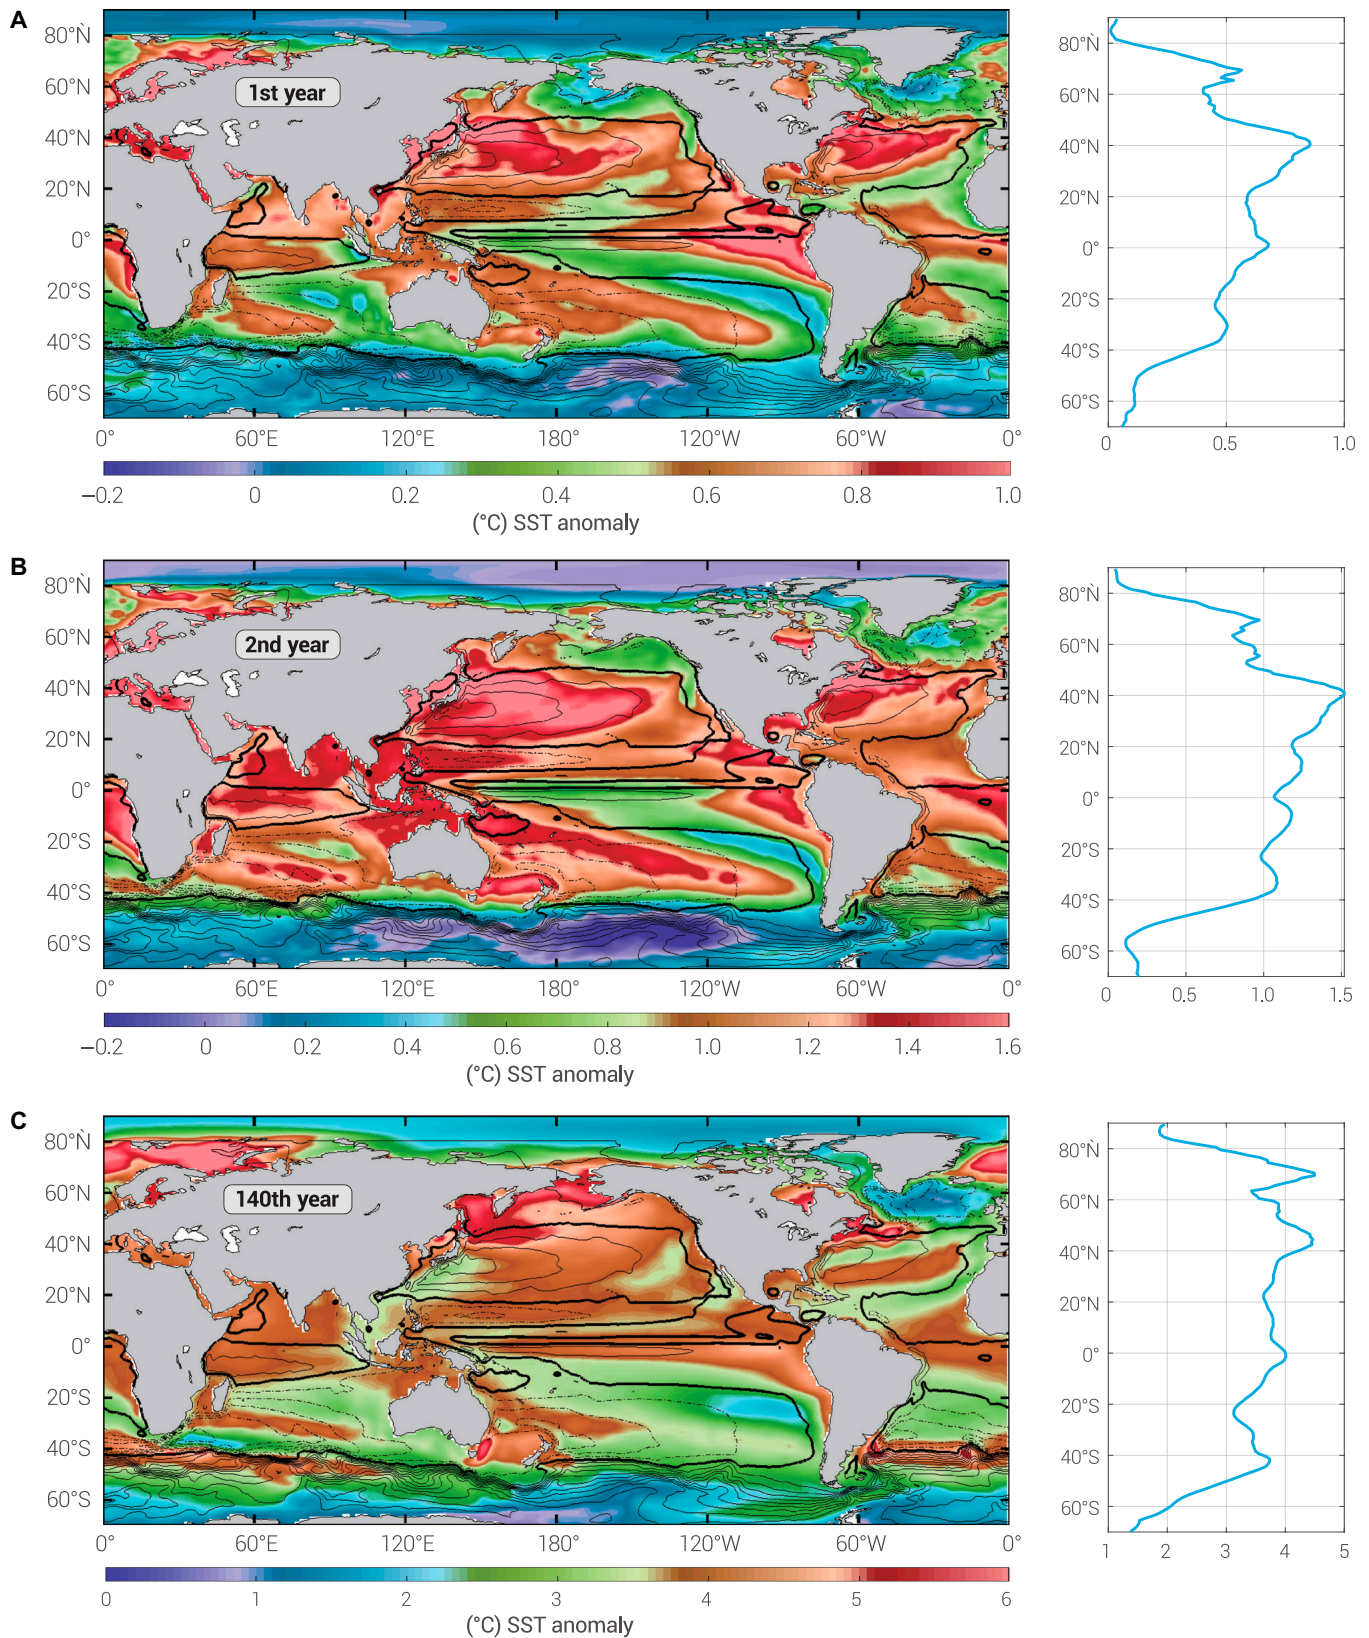 A
1st year
80°N
60°N
40°N
20°N
0°
20°S
40°S
60°S
0°
60°E
120°E
180°
120°W
60°W
0°
−0.2
0
0.2
0.4
0.6
0.8
1.0
(°C) SST anomaly
80°N
60°N
40°N
20°N
0°
20°S
40°S
60°S
0
0.5
1.0
B
2nd year
80°N
60°N
40°N
20°N
0°
20°S
40°S
60°S
0°
60°E
120°E
180°
120°W
60°W
0°
−0.2
0
0.2
0.4
0.6
0.8
1.0
1.2
1.4
1.6
(°C) SST anomaly
80°N
60°N
40°N
20°N
0°
20°S
40°S
60°S
0
0.5
1.0
1.5
C
140th year
80°N
60°N
40°N
20°N
0°
20°S
40°S
60°S
0°
60°E
120°E
180°
120°W
60°W
0°
0
1
2
3
4
5
6
(°C) SST anomaly
80°N
60°N
40°N
20°N
0°
20°S
40°S
60°S
1
2
3
4
5